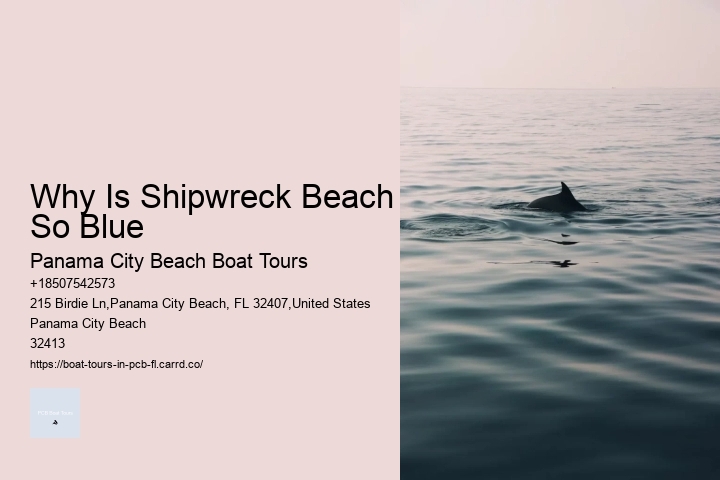 Why Is Shipwreck Beach
So Blue
Panama City Beach Boat Tours
+18507542573
215 Birdie Ln,Panama City Beach, FL 32407,United States
Panama City Beach
32413
https://boat-tours-in-pcb-fl.carrd.co/